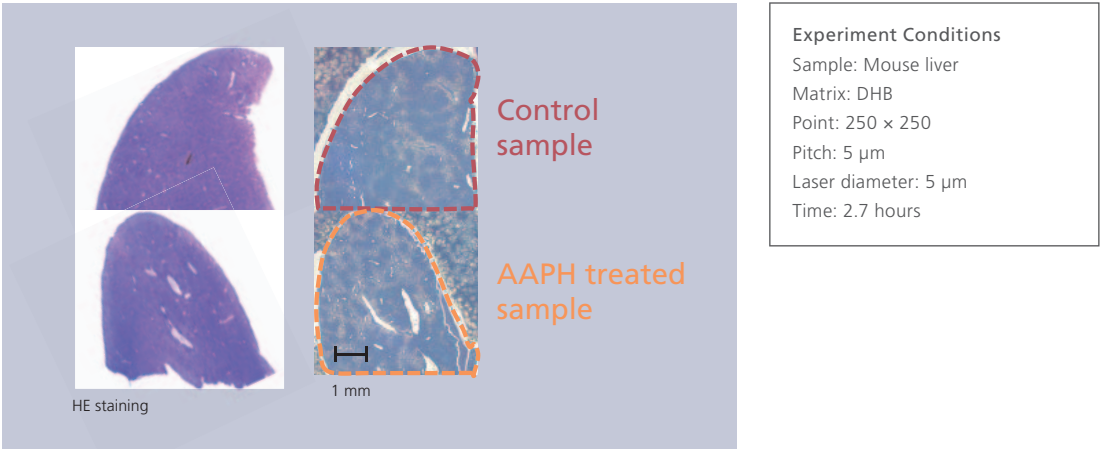 Control
sample
AAPH treated
sample
1 mm
HE staining
Experiment Conditions
Sample: Mouse liver
Matrix: DHB
Point: 250 × 250
Pitch: 5 µm
Laser diameter: 5 µm
Time: 2.7 hours